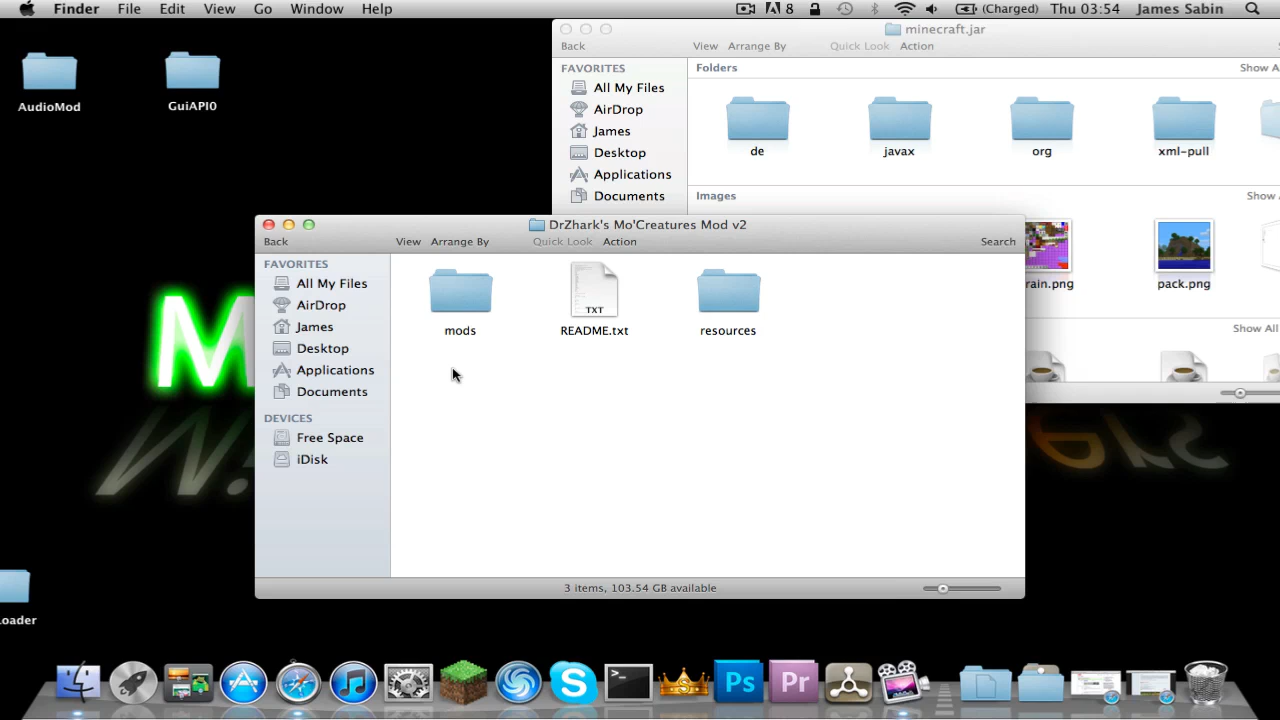 Finder File Edit View Go Window Help 8 (Charged) Thu 03:54 James Sabin
AudioMod
GuiAPI0
minecraft.jar
Back View Arrange By Quick Look Action
FAVORITES
All My Files
AirDrop
James
Desktop
Applications
Documents
Folders Show A
de javax org xml-pull
Images Show A
rain.png pack.png
Show All
DrZhark's Mo'Creatures Mod v2
Back View Arrange By Quick Look Action Search
FAVORITES
All My Files
AirDrop
James
Desktop
Applications
Documents
DEVICES
Free Space
iDisk
TXT
mods README.txt resources
3 items, 103.54 GB available
M
oader
S Ps Pr